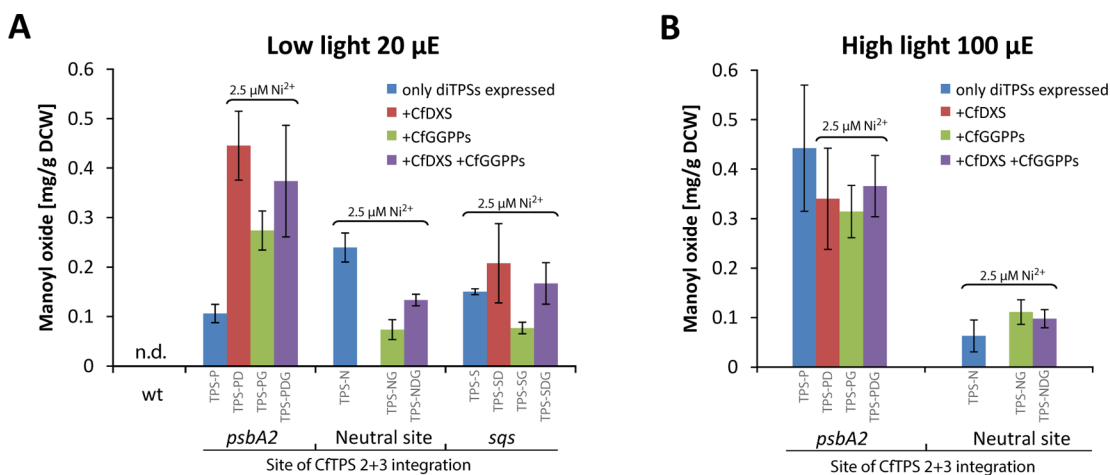 A
Low light 20 µE
Manoyl oxide [mg/g DCW]
0.6
0.5
0.4
0.3
0.2
0.1
0
2.5 µM Ni2+
2.5 µM Ni2+
2.5 µM Ni2+
only diTPSs expressed
+CfDXS
+CfGGPPs
+CfDXS +CfGGPPs
n.d.
wt
TPS-P
TPS-PD
TPS-PG
TPS-PDG
TPS-N
TPS-NG
TPS-NDG
TPS-S
TPS-SD
TPS-SG
TPS-SDG
psbA2
Neutral site
sqs
Site of CfTPS 2+3 integration
B
High light 100 µE
Manoyl oxide [mg/g DCW]
0.6
0.5
0.4
0.3
0.2
0.1
0
2.5 µM Ni2+
2.5 µM Ni2+
only diTPSs expressed
+CfDXS
+CfGGPPs
+CfDXS +CfGGPPs
TPS-P
TPS-PD
TPS-PG
TPS-PDG
TPS-N
TPS-NG
TPS-NDG
psbA2
Neutral site
Site of CfTPS 2+3 integration